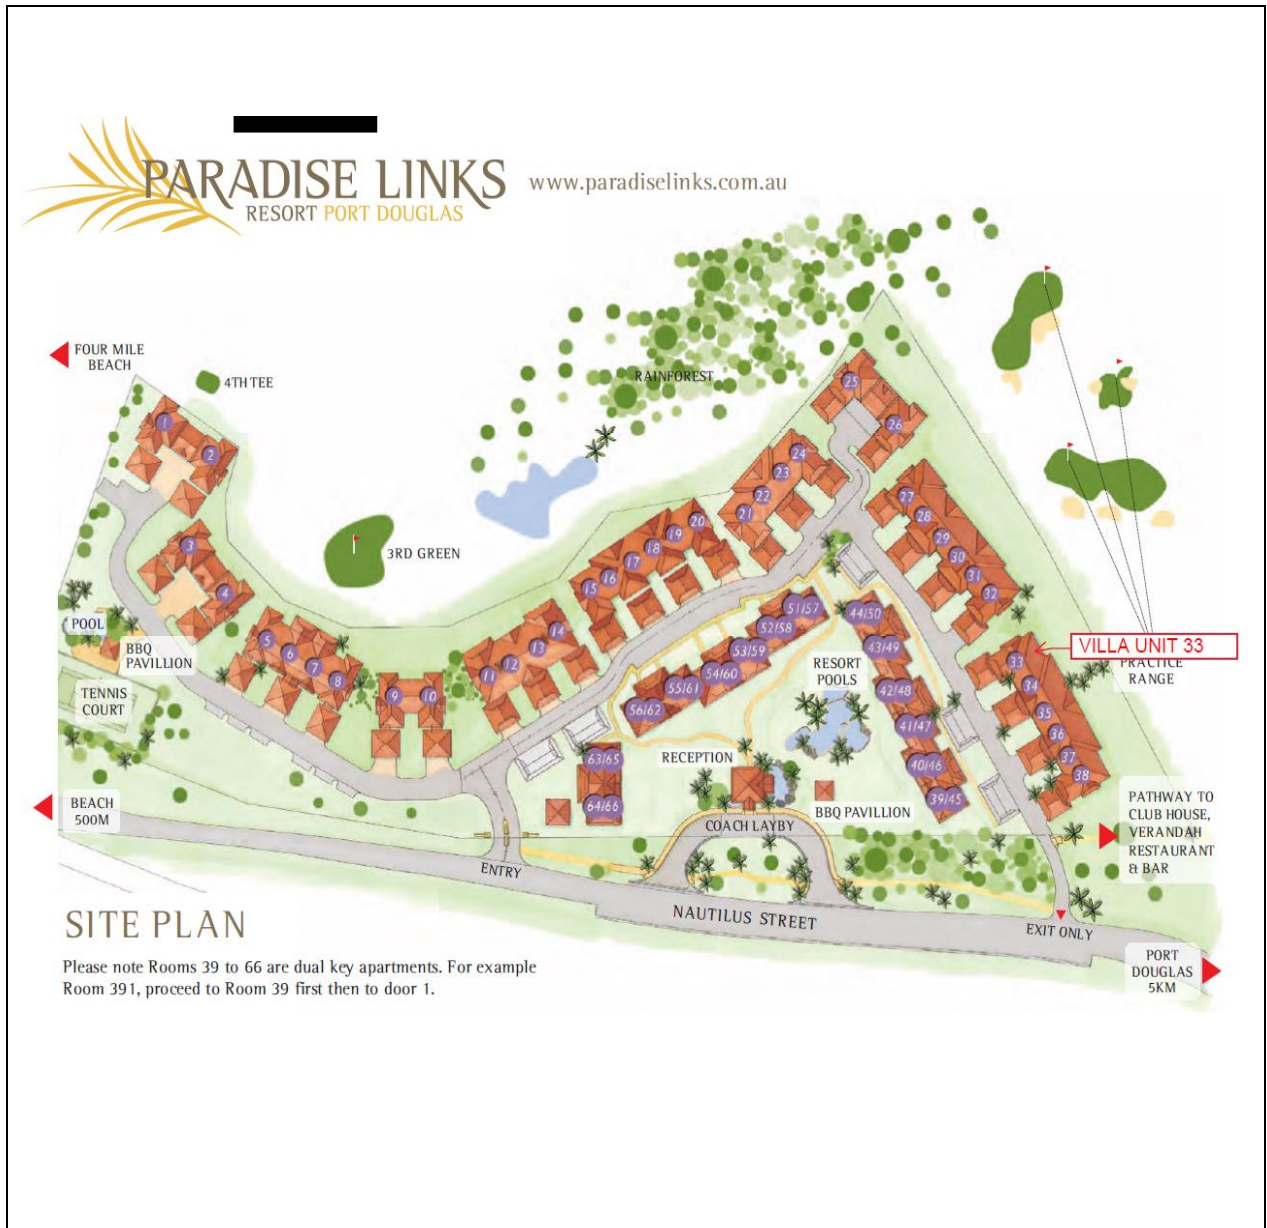 PARADISE LINKS
RESORT PORT DOUGLAS
www.paradiselinks.com.au
FOUR MILE
BEACH
4TH TEE
RAINFOREST
3RD GREEN
1
2
3
4
5
6
7
8
9
10
11
12
13
14
15
16
17
18
19
20
21
22
23
24
25
26
27
28
29
30
31
32
33
34
35
36
37
38
VILLA UNIT 33
PRACTICE
RANGE
POOL
BBQ
PAVILLION
TENNIS
COURT
51/57
52/58
53/59
54/60
55/61
56/62
44/50
43/49
42/48
41/47
40/46
39/45
63/65
64/66
RESORT
POOLS
RECEPTION
BBQ PAVILLION
COACH LAYBY
BEACH
500M
PATHWAY TO
CLUB HOUSE,
VERANDAH
RESTAURANT
& BAR
ENTRY
NAUTILUS STREET
EXIT ONLY
PORT
DOUGLAS
5KM
SITE PLAN
Please note Rooms 39 to 66 are dual key apartments. For example
Room 391, proceed to Room 39 first then to door 1.